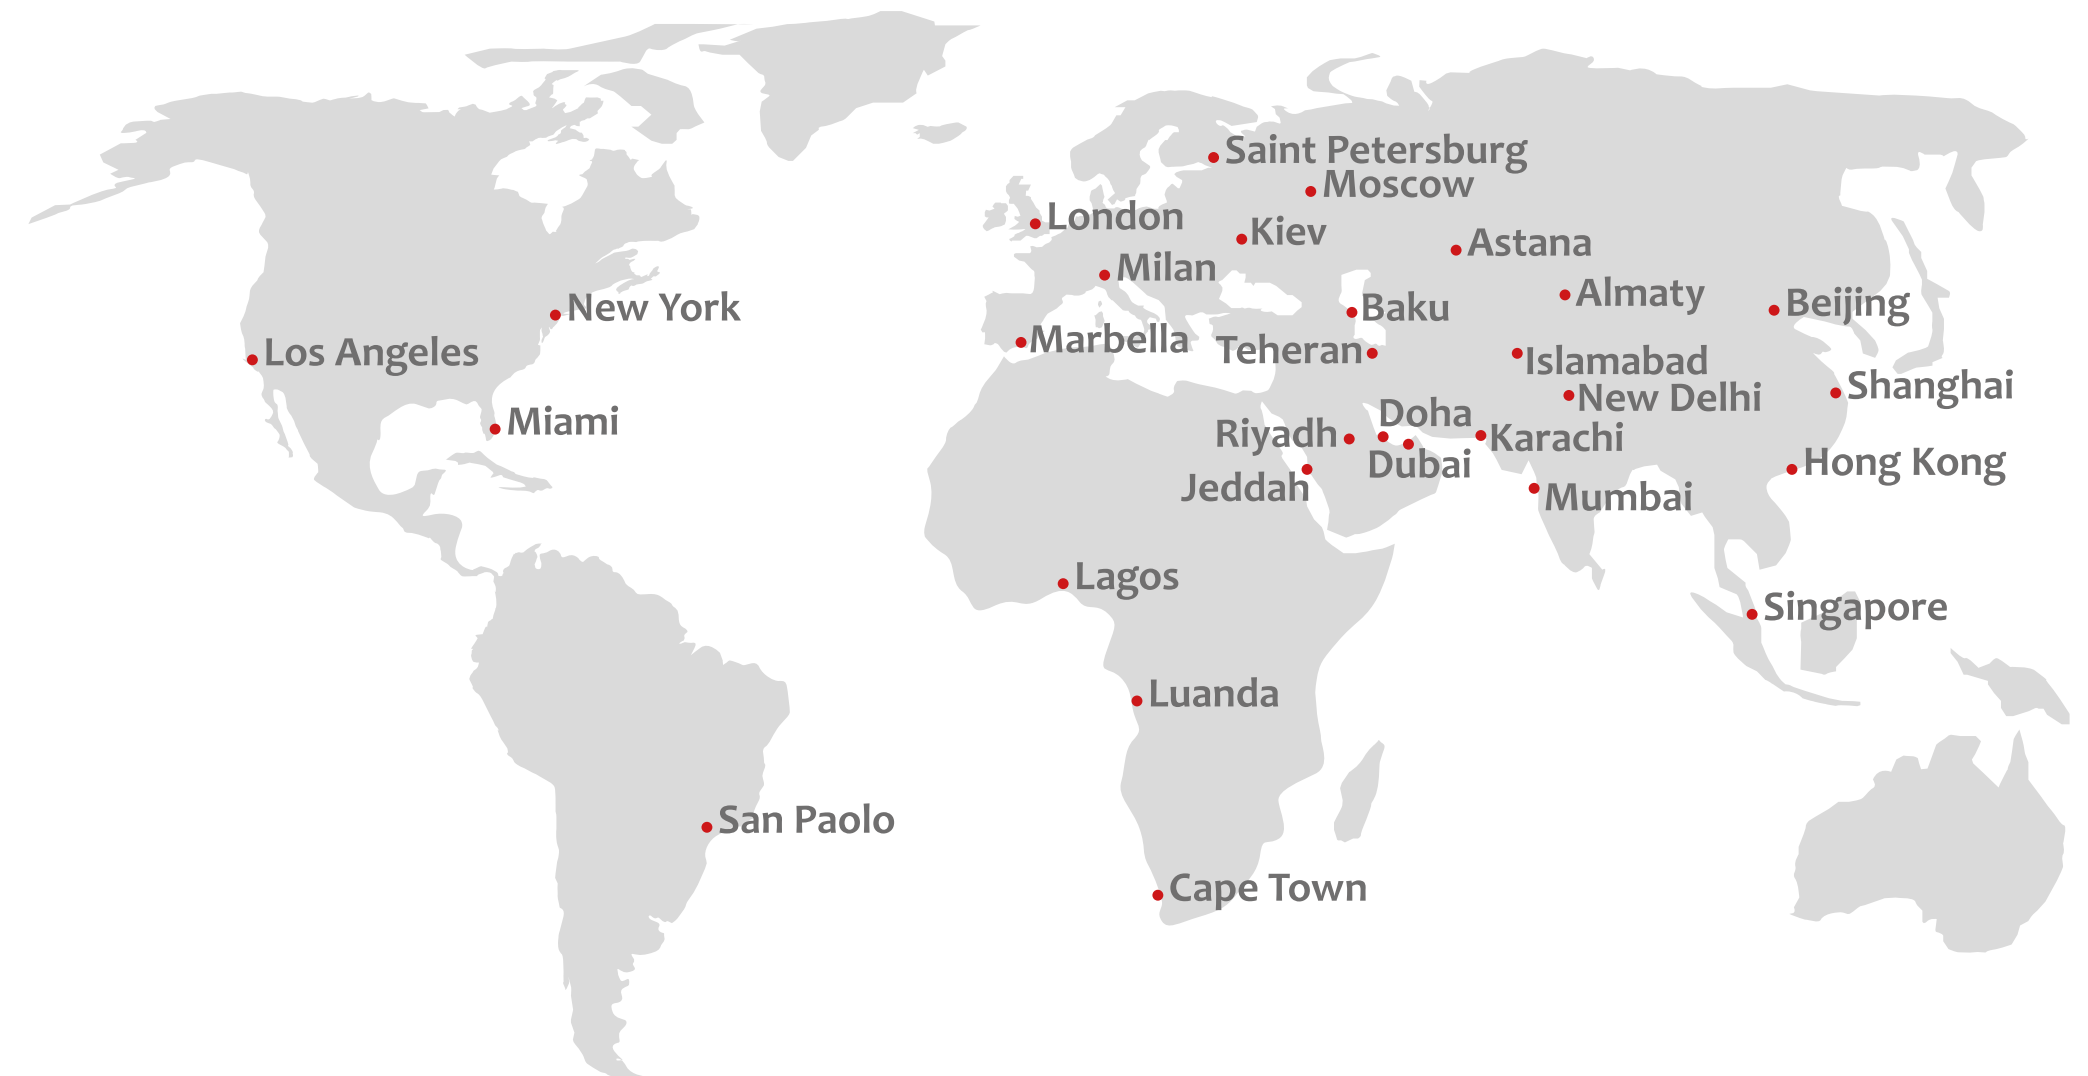 Saint Petersburg
Moscow
London
Kiev
Astana
Milan
Almaty
New York
Baku
Beijing
Marbella
Los Angeles
Teheran
Islamabad
Shanghai
New Delhi
Doha
Miami
Riyadh
Karachi
Hong Kong
Dubai
Jeddah
Mumbai
Lagos
Singapore
Luanda
San Paolo
Cape Town